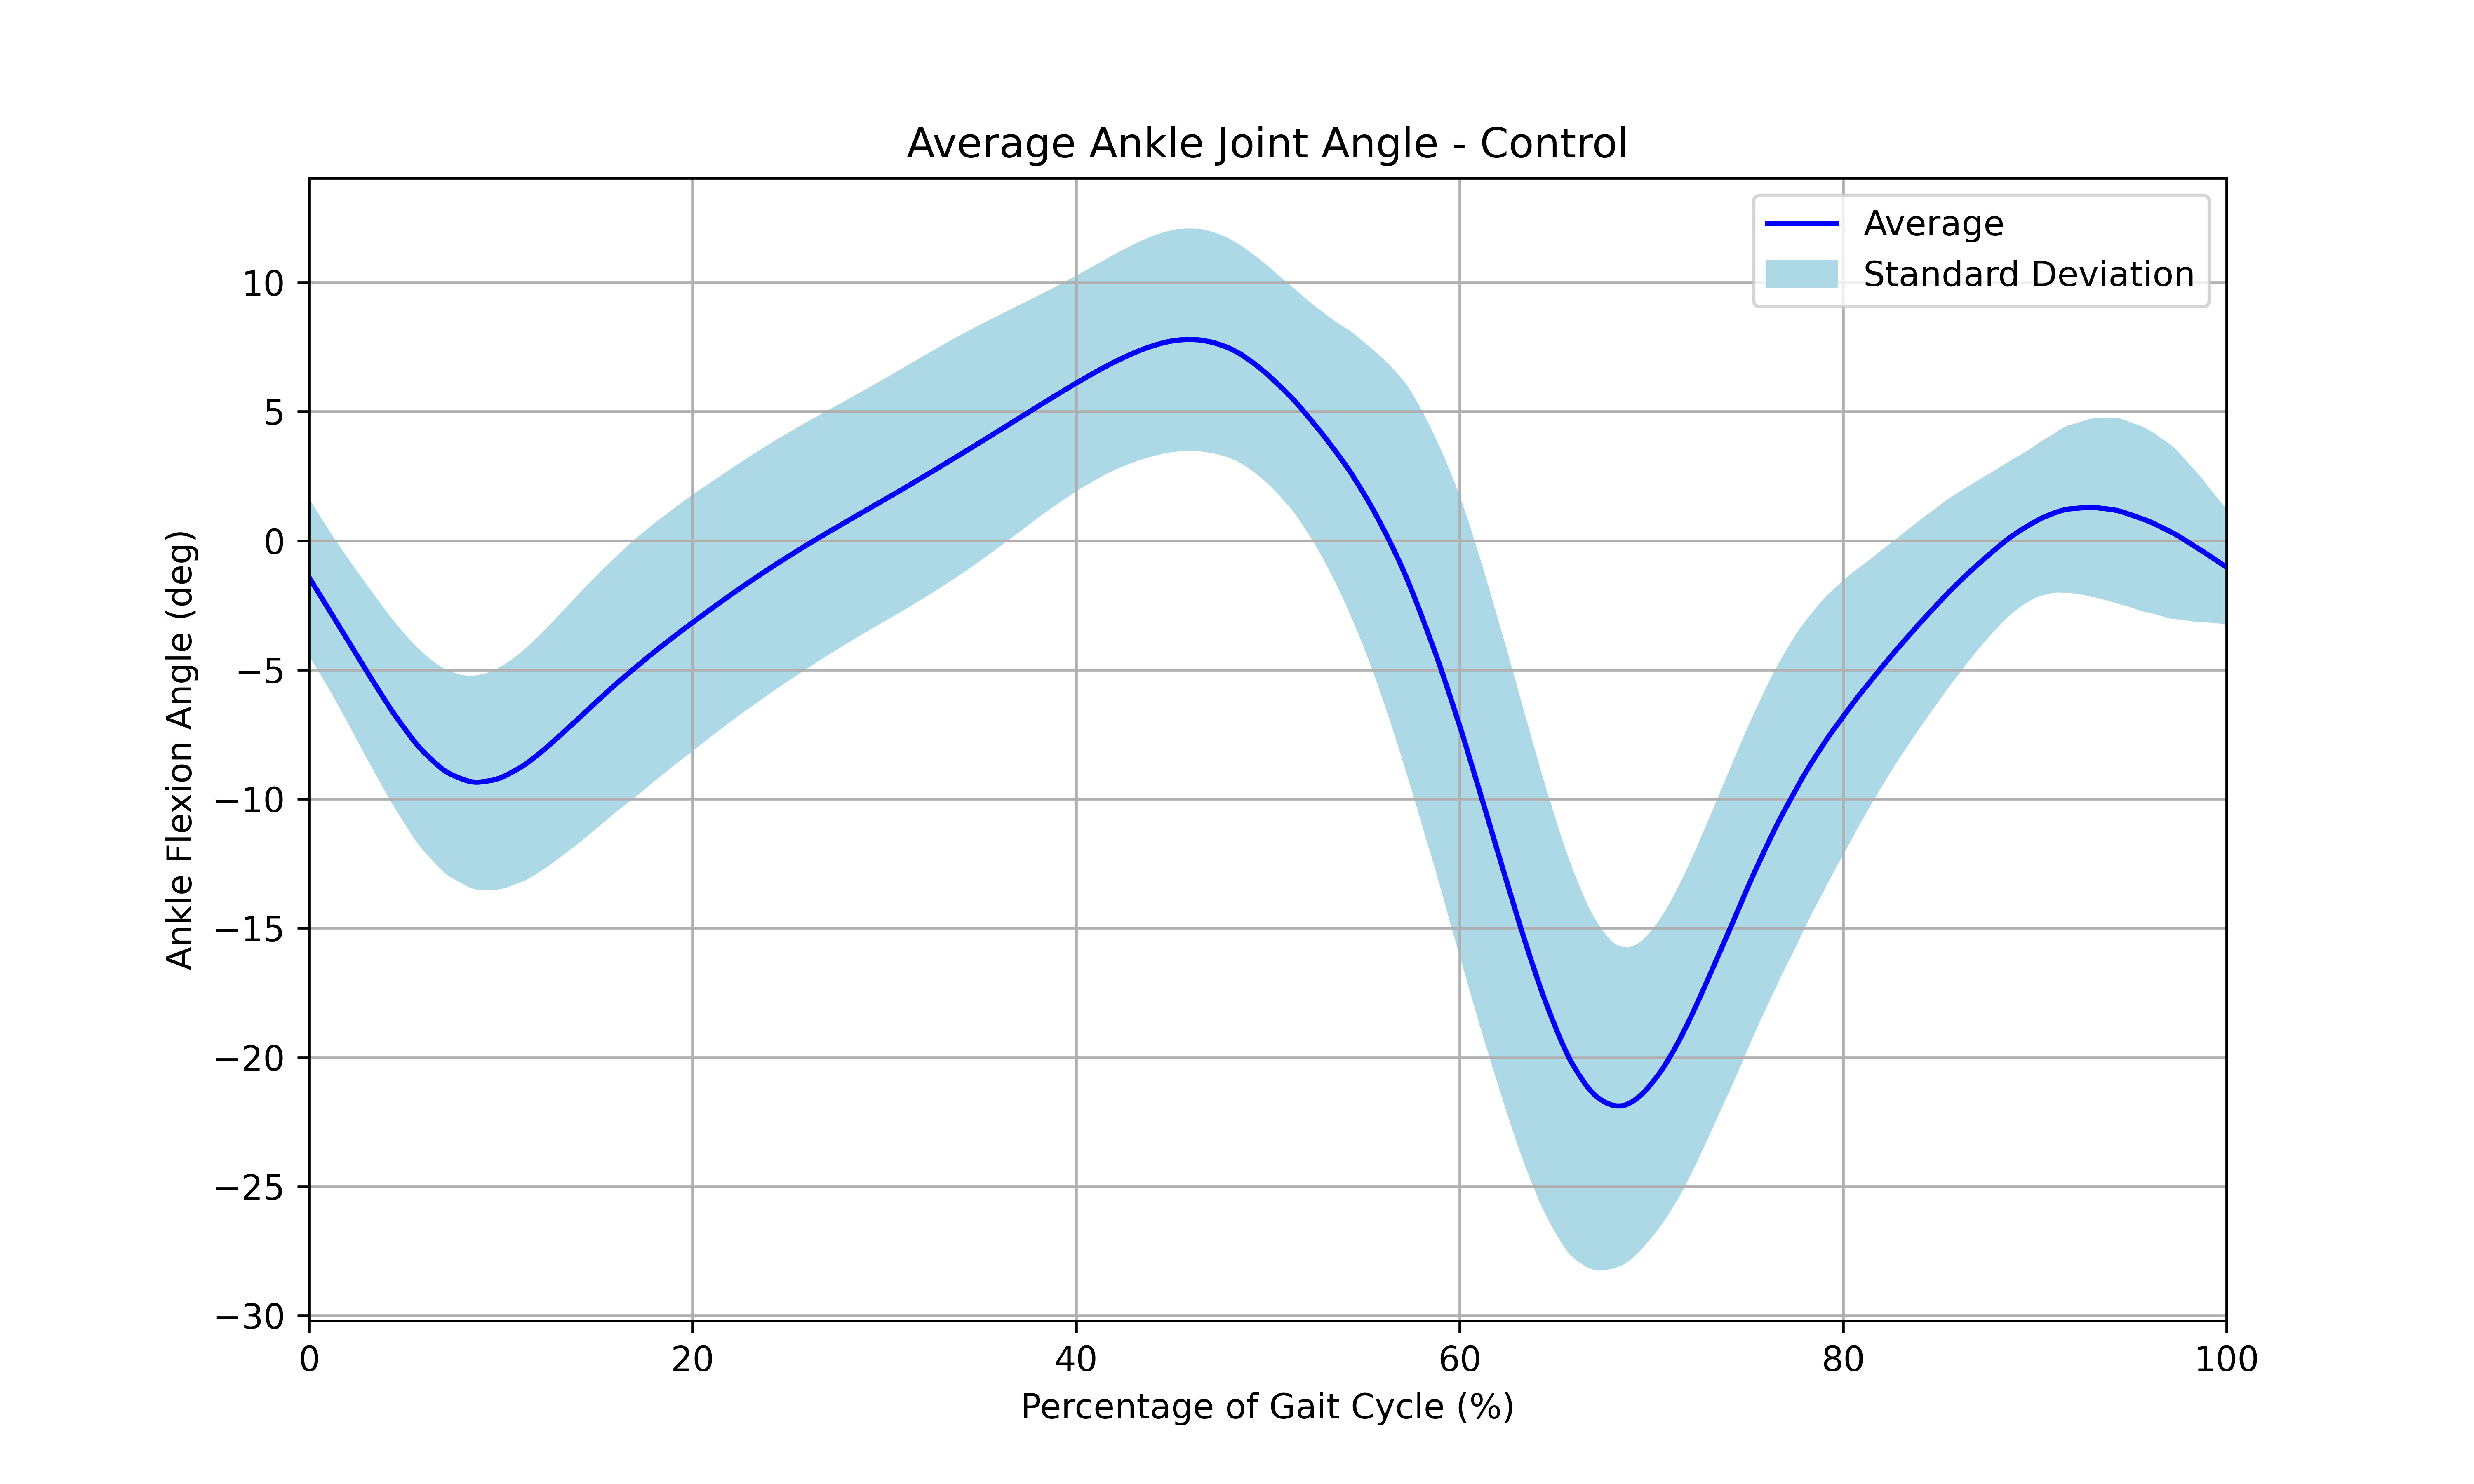 Average Ankle Joint Angle - Control
Average
Standard Deviation
10
5
0
−5
−10
−15
−20
−25
−30
Ankle Flexion Angle (deg)
0 20 40 60 80 100
Percentage of Gait Cycle (%)